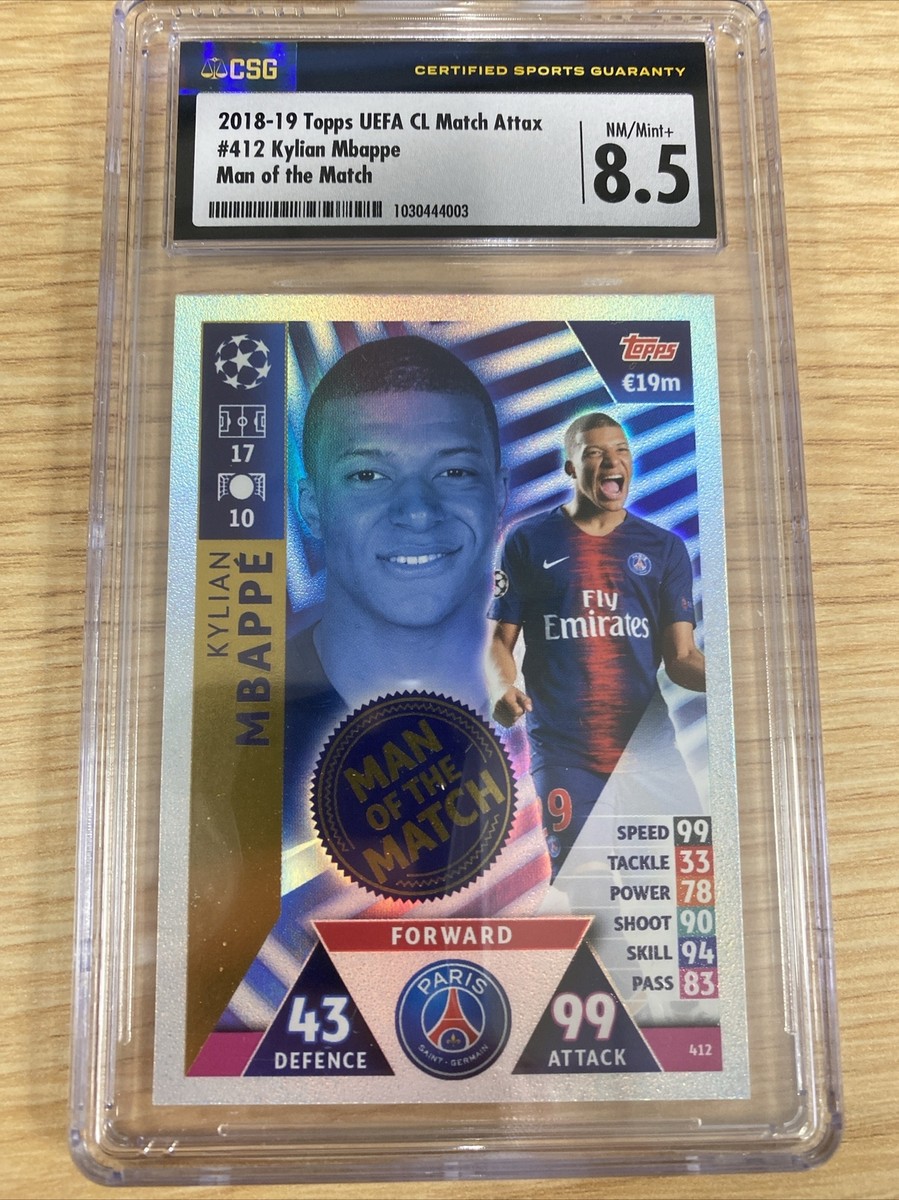 CSG
CERTIFIED SPORTS GUARANTY
2018-19 Topps UEFA CL Match Attax
#412 Kylian Mbappe
Man of the Match
NM/Mint+
8.5
1030444003
topps
€19m
17
10
KYLIAN
MBAPPÉ
Fly
Emirates
9
MAN
OF THE
MATCH
SPEED 99
TACKLE 33
POWER 78
SHOOT 90
SKILL 94
PASS 83
FORWARD
PARIS
SAINT-GERMAIN
43
DEFENCE
99
ATTACK
412